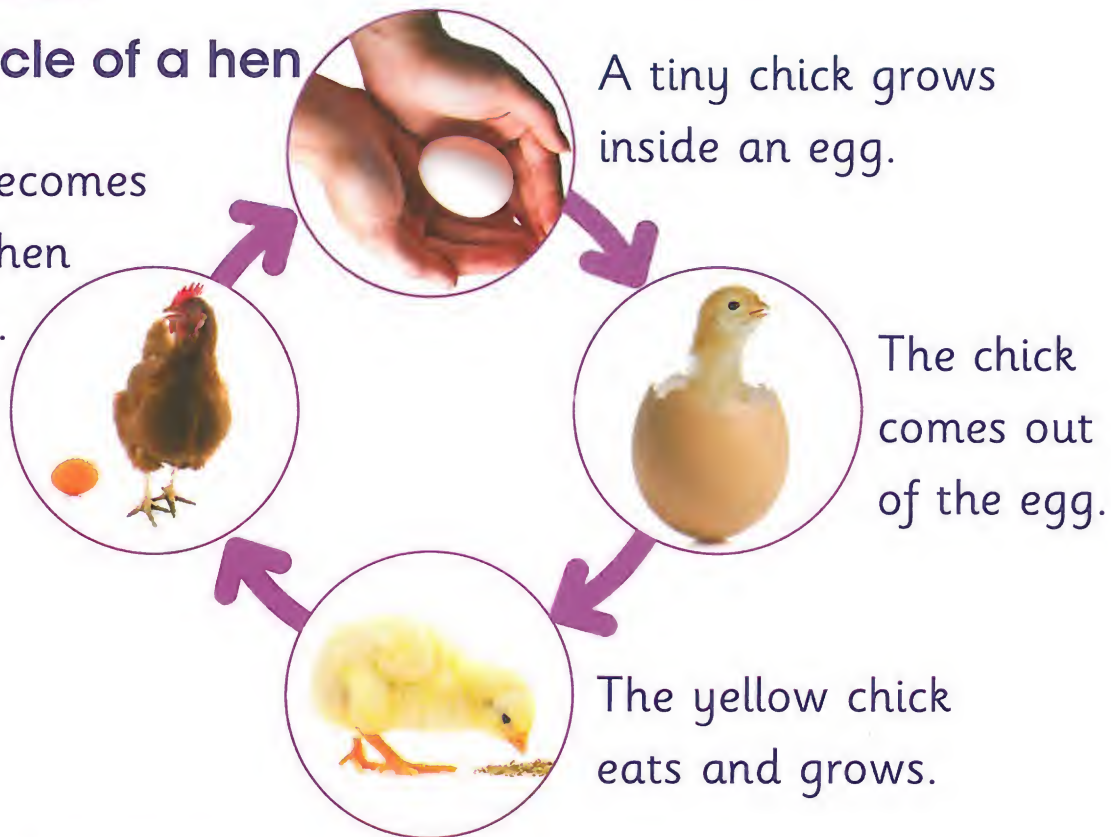 cle of a hen
A tiny chick grows
inside an egg.
The chick
comes out
of the egg.
The yellow chick
eats and grows.
ecomes
hen
.